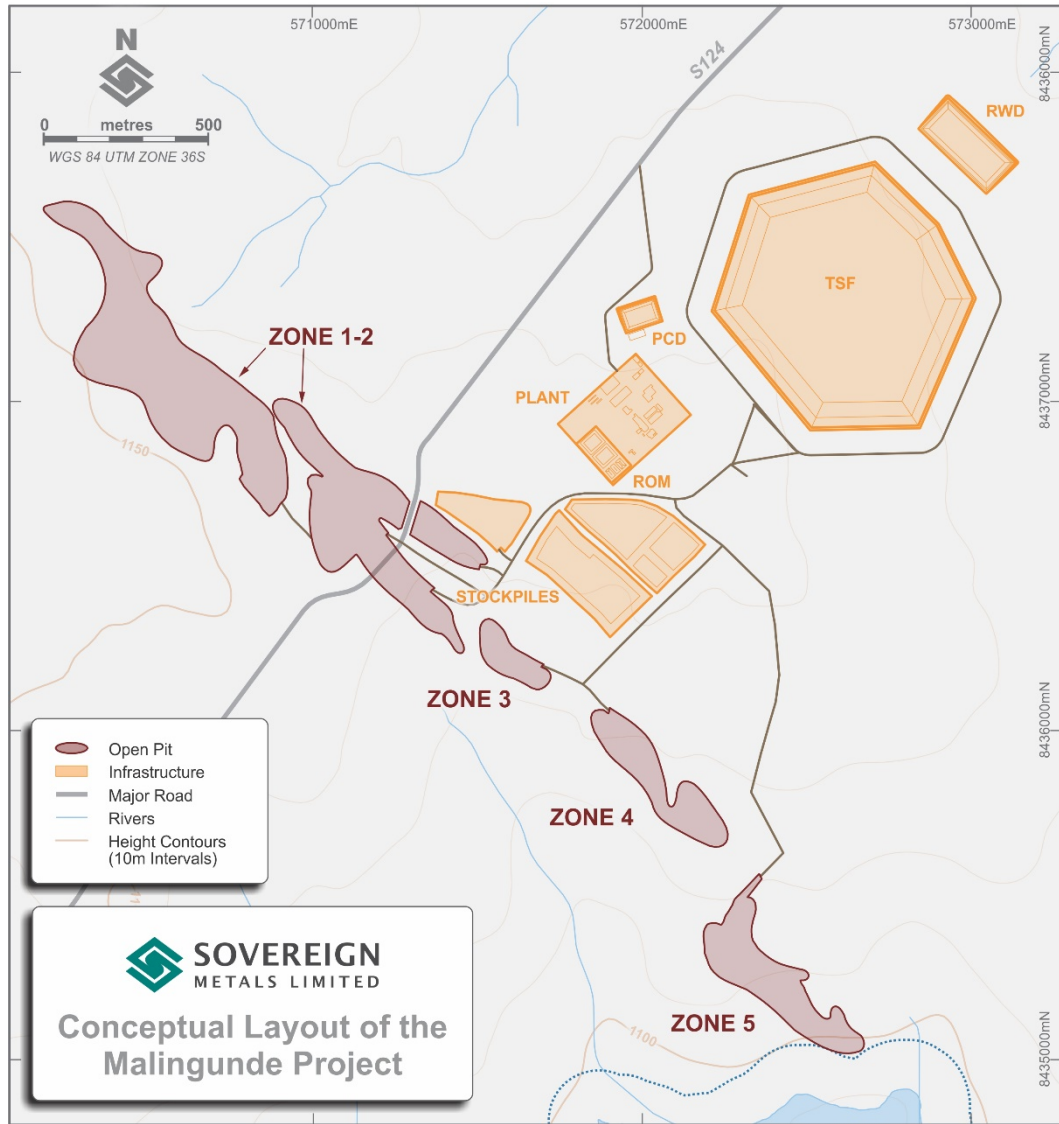 571000mE
572000mE
573000mE
N
0 metres 500
WGS 84 UTM ZONE 36S
S124
8436000mN
RWD
TSF
ZONE 1-2
PCD
PLANT
8437000mN
1150
ROM
STOCKPILES
ZONE 3
8436000mN
Open Pit
Infrastructure
Major Road
Rivers
Height Contours
(10m Intervals)
ZONE 4
SOVEREIGN
METALS LIMITED
Conceptual Layout of the
Malingunde Project
ZONE 5
1100
8435000mN